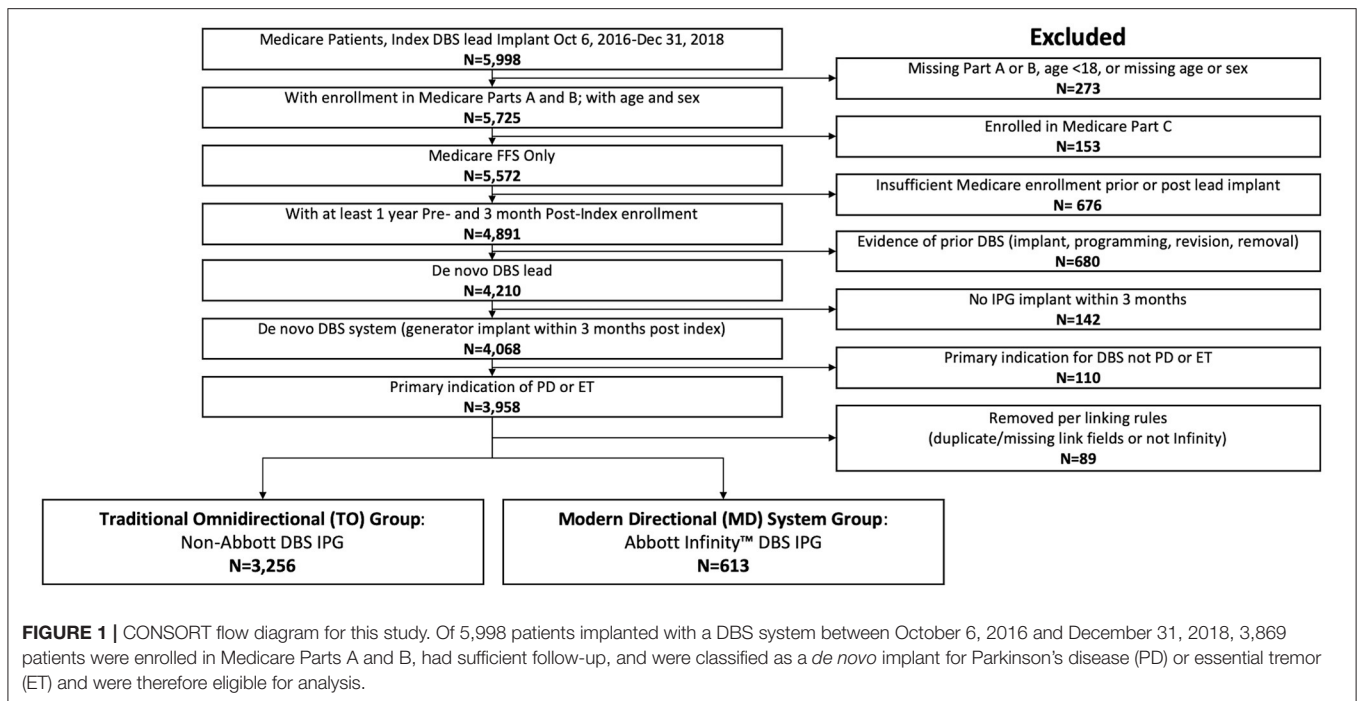 Medicare Patients, Index DBS lead Implant Oct 6, 2016-Dec 31, 2018
N=5,998
Excluded
Missing Part A or B, age <18, or missing age or sex
N=273
With enrollment in Medicare Parts A and B; with age and sex
N=5,725
Enrolled in Medicare Part C
N=153
Medicare FFS Only
N=5,572
Insufficient Medicare enrollment prior or post lead implant
N= 676
With at least 1 year Pre- and 3 month Post-Index enrollment
N=4,891
Evidence of prior DBS (implant, programming, revision, removal)
N=680
De novo DBS lead
N=4,210
No IPG implant within 3 months
N=142
De novo DBS system (generator implant within 3 months post index)
N=4,068
Primary indication for DBS not PD or ET
N=110
Primary indication of PD or ET
N=3,958
Removed per linking rules
(duplicate/missing link fields or not Infinity)
N=89
Traditional Omnidirectional (TO) Group:
Non-Abbott DBS IPG
N=3,256
Modern Directional (MD) System Group:
Abbott Infinity™ DBS IPG
N=613
FIGURE 1 | CONSORT flow diagram for this study. Of 5,998 patients implanted with a DBS system between October 6, 2016 and December 31, 2018, 3,869
patients were enrolled in Medicare Parts A and B, had sufficient follow-up, and were classified as a de novo implant for Parkinson's disease (PD) or essential tremor
(ET) and were therefore eligible for analysis.